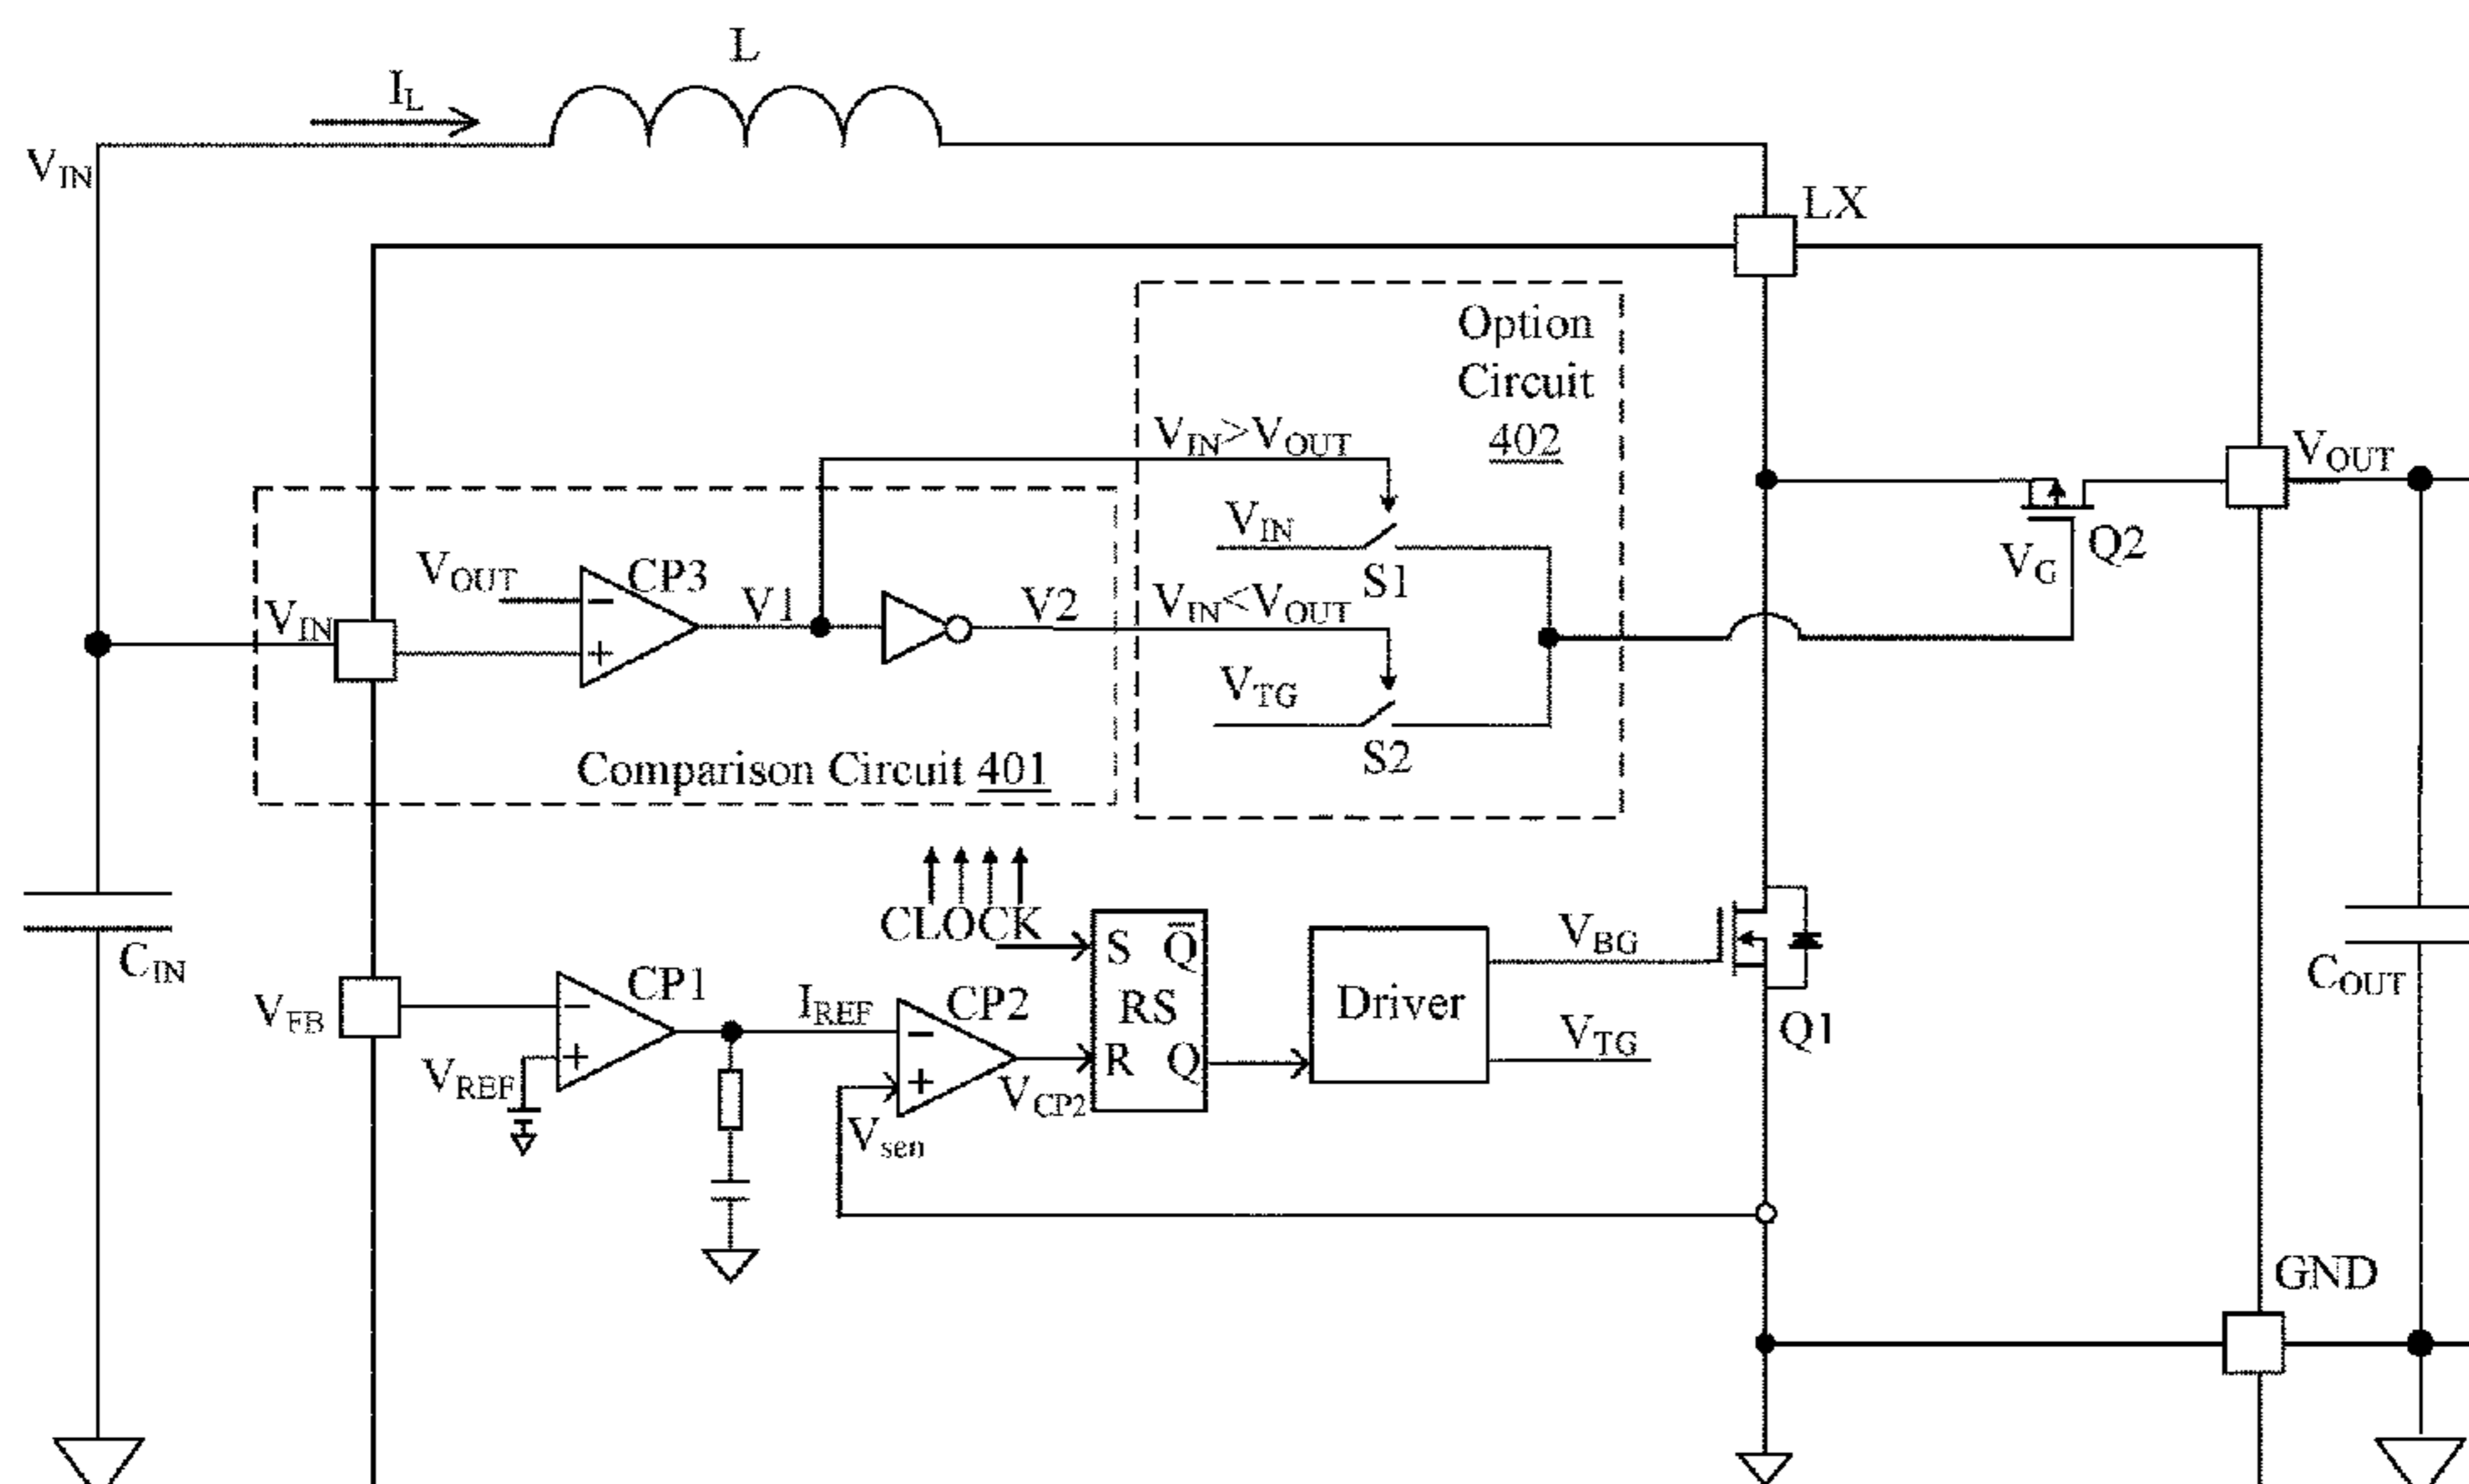 L
I_L
V_IN
LX
Option
Circuit
402
V_IN>V_OUT
V_OUT
V_IN
S1
V_G
Q2
V_OUT
CP3
V_IN
V1
V2
V_IN<V_OUT
V_TG
S2
Comparison Circuit 401
CLOCK
C_IN
V_FB
CP1
V_REF
I_REF
CP2
V_sen
V_CP2
S Q̅
RS
R Q
Driver
V_BG
V_TG
Q1
C_OUT
GND